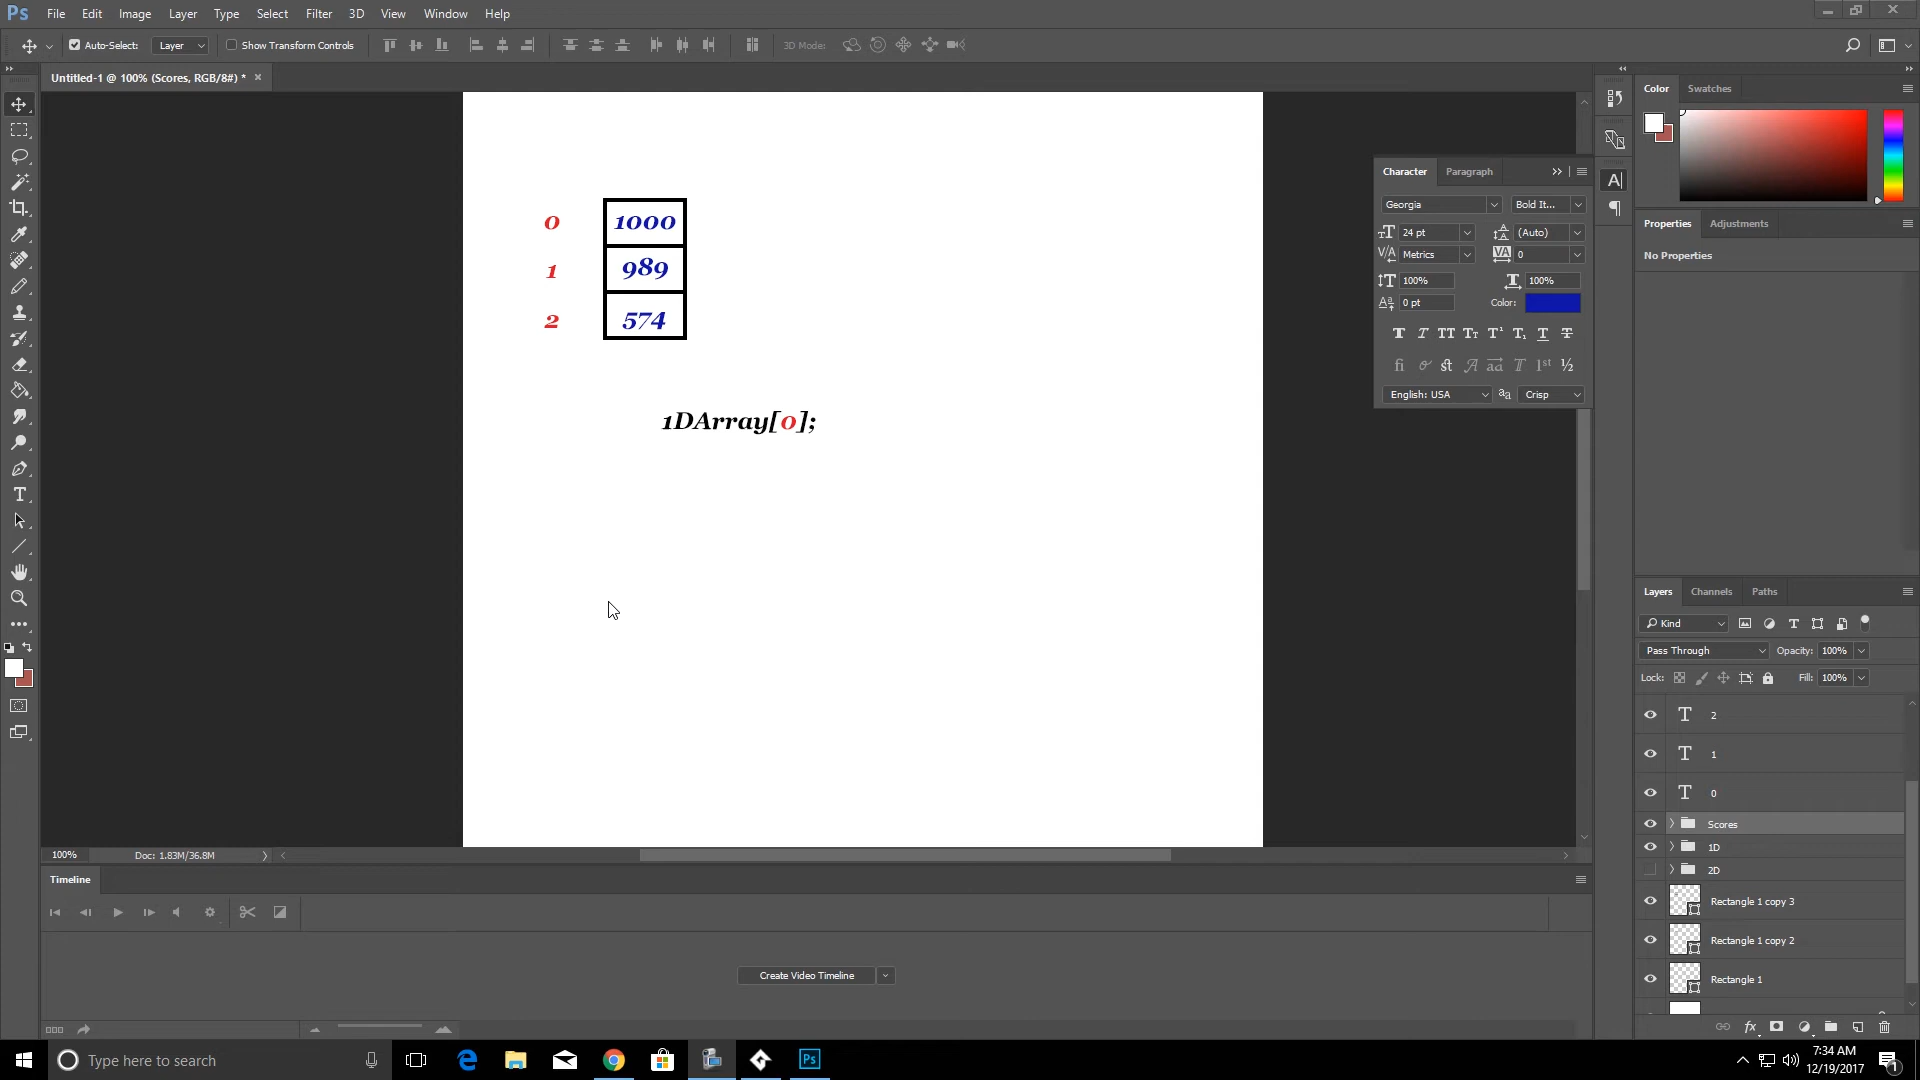 Ps File Edit Image Layer Type Select Filter 3D View Window Help
Auto-Select: Layer Show Transform Controls 3D Mode:
Untitled-1 @ 100% (Scores, RGB/8#) * ×
0 1000
1 989
2 574
1DArray[0];
Character Paragraph
Georgia Bold It...
24 pt (Auto)
Metrics 0
100% 100%
0 pt Color:
English: USA Crisp
Color Swatches
Properties Adjustments
No Properties
Layers Channels Paths
Kind
Pass Through Opacity: 100%
Lock: Fill: 100%
2
1
0
Scores
1D
2D
Rectangle 1 copy 3
Rectangle 1 copy 2
Rectangle 1
100% Doc: 1.83M/36.8M
Timeline
Create Video Timeline
Type here to search
7:34 AM
12/19/2017
1